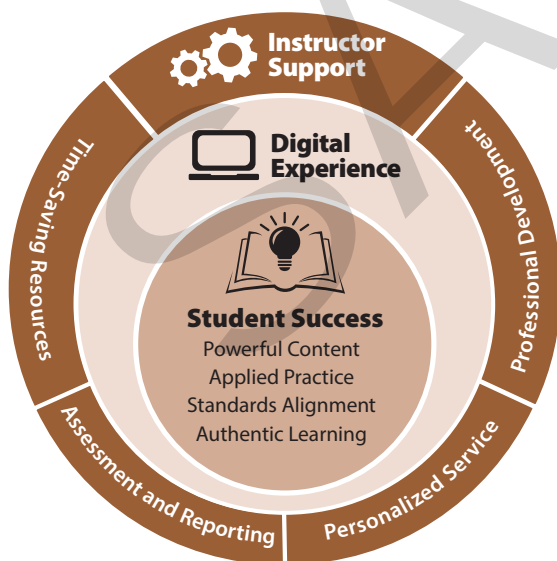 Instructor
Support
Digital
Experience
Student Success
Powerful Content
Applied Practice
Standards Alignment
Authentic Learning
Time-Saving Resources
Professional Development
Assessment and Reporting
Personalized Service
SA